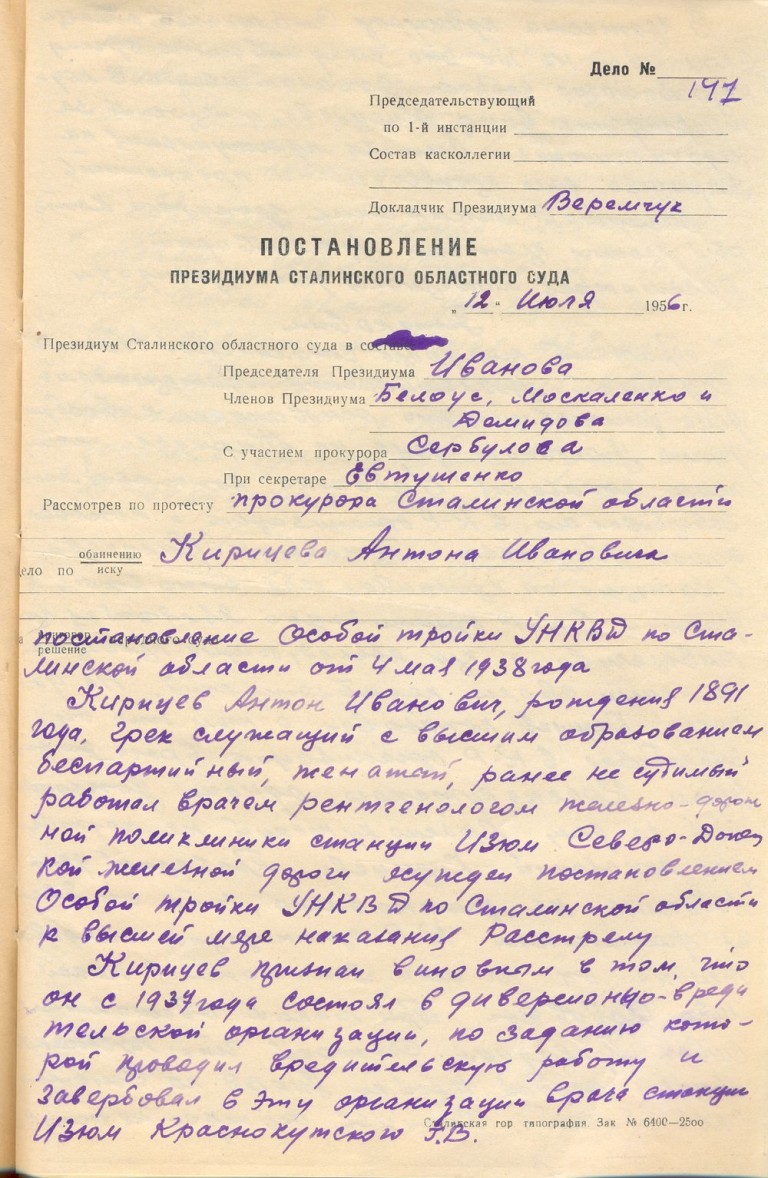 Дело №
147
Председательствующий
по 1-й инстанции
Состав касколлегии
Докладчик Президиума Веремчук
ПОСТАНОВЛЕНИЕ
ПРЕЗИДИУМА СТАЛИНСКОГО ОБЛАСТНОГО СУДА
„12" Июля 1956 г.
Президиум Сталинского областного суда в составе
Председателя Президиума Иванова
Членов Президиума Белоус, Москаленко и
Демидова
С участием прокурора Сербулова
При секретаре Евтушенко
Рассмотрев по протесту прокурора Сталинской области
обвинению Кирицева Антона Ивановича
дело по иску
приговор
постановление Особой тройки УНКВД по Ста-
решение
линской области от 4 мая 1938 года
Кирицев Антон Иванович, рождения 1891
года, грек служащий с высшим образованием
беспартийный, женатый, ранее не судимый
работал врачем рентгенологом железно-дорож
ной поликлиники станции Изюм Северо-Донец
кой железной дороги осужден постановлением
Особой тройки УНКВД по Сталинской области
к высшей мере наказания Расстрелу
Кирицев признан виновным в том, что
он с 1937 года состоял в диверсионно-вреди
тельской организации, по заданию кото-
рой проводил вредительскую работу и
завербовал в эту организации врача станции
Изюм Краснокутского Г.В.
Сталинская гор типография Зак № 6400—2500